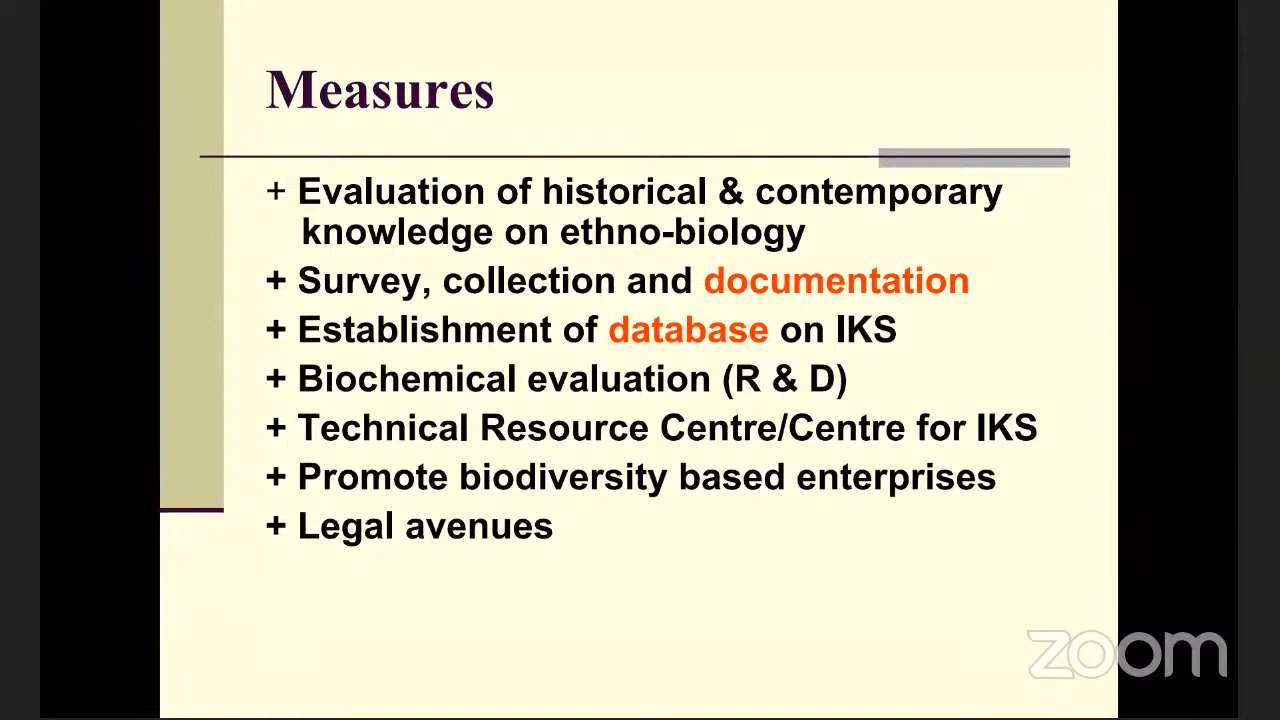 Measures
+ Evaluation of historical & contemporary
knowledge on ethno-biology
+ Survey, collection and documentation
+ Establishment of database on IKS
+ Biochemical evaluation (R & D)
+ Technical Resource Centre/Centre for IKS
+ Promote biodiversity based enterprises
+ Legal avenues
zoom